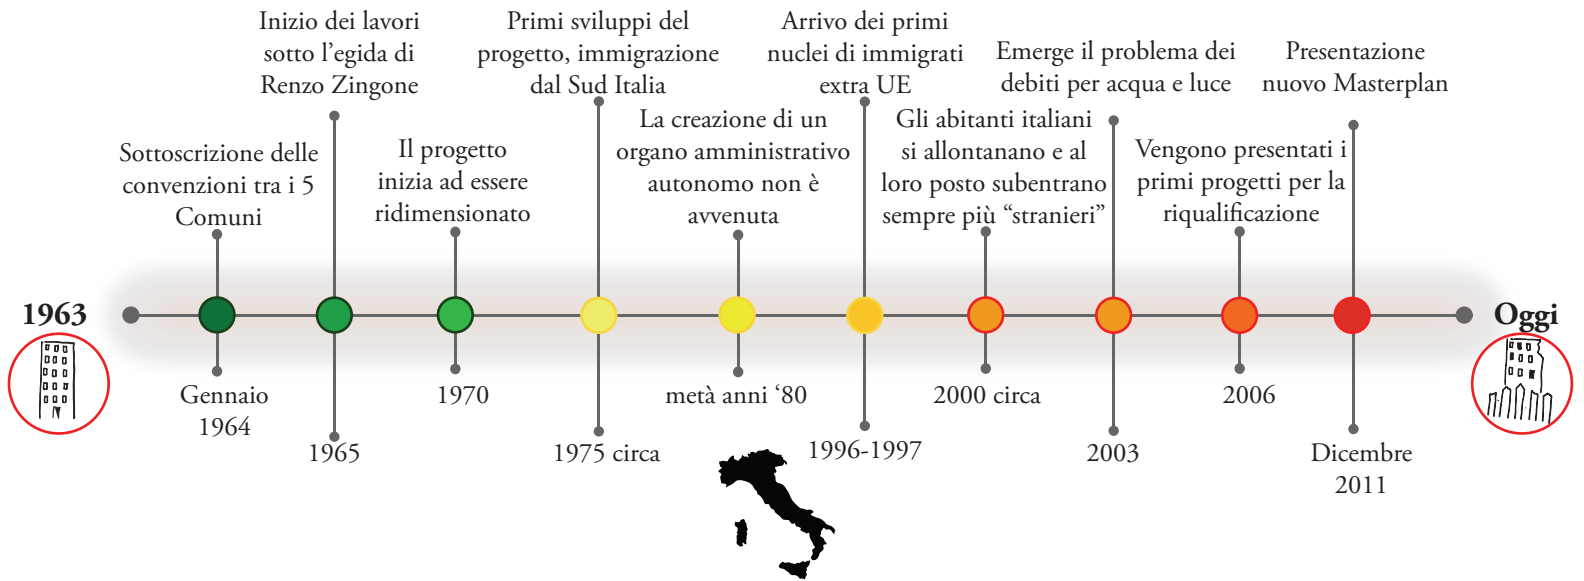 1963
Sottoscrizione delle
convenzioni tra i 5
Comuni
Gennaio
1964
Inizio dei lavori
sotto l’egida di
Renzo Zingone
1965
Il progetto
inizia ad essere
ridimensionato
1970
Primi sviluppi del
progetto, immigrazione
dal Sud Italia
1975 circa
La creazione di un
organo amministrativo
autonomo non è
avvenuta
metà anni ‘80
Arrivo dei primi
nuclei di immigrati
extra UE
1996-1997
Gli abitanti italiani
si allontanano e al
loro posto subentrano
sempre più “stranieri”
2000 circa
Emerge il problema dei
debiti per acqua e luce
2003
Vengono presentati i
primi progetti per la
riqualificazione
2006
Presentazione
nuovo Masterplan
Dicembre
2011
Oggi